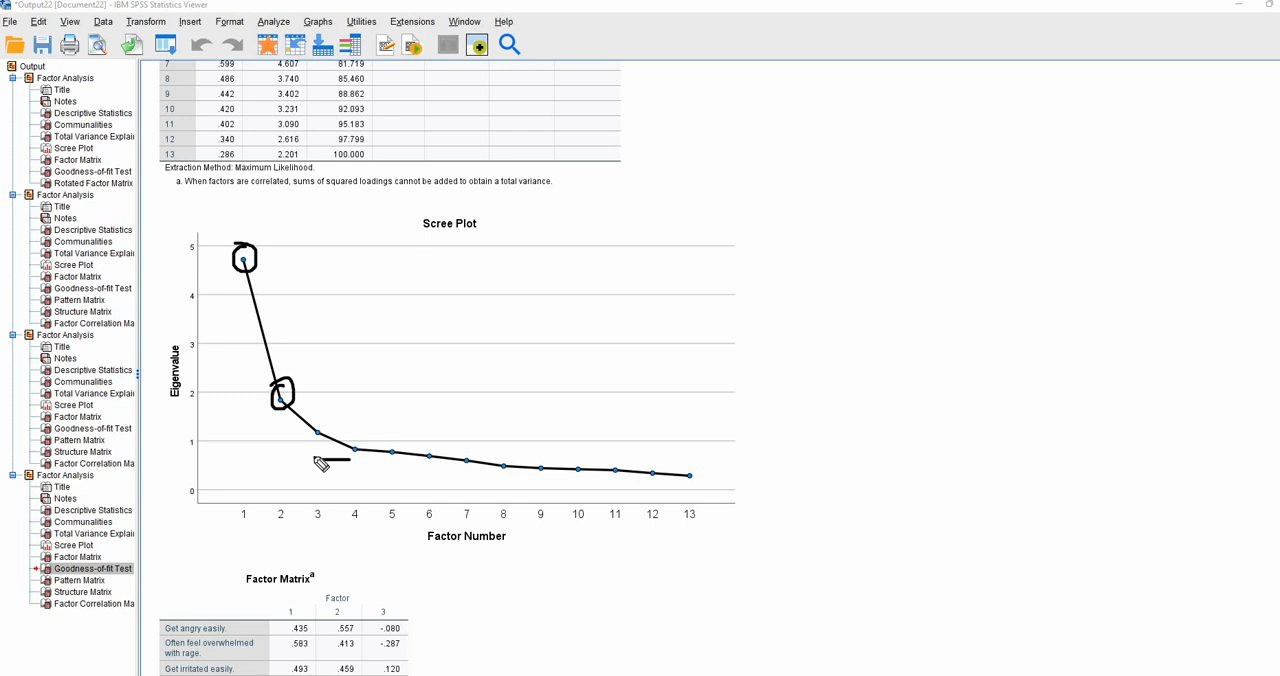 *Output22 [Document22] - IBM SPSS Statistics Viewer
File Edit View Data Transform Insert Format Analyze Graphs Utilities Extensions Window Help
Output
Factor Analysis
Title
Notes
Descriptive Statistics
Communalities
Total Variance Explai
Scree Plot
Factor Matrix
Goodness-of-fit Test
Rotated Factor Matrix
Factor Analysis
Title
Notes
Descriptive Statistics
Communalities
Total Variance Explai
Scree Plot
Factor Matrix
Goodness-of-fit Test
Pattern Matrix
Structure Matrix
Factor Correlation Ma
Factor Analysis
Title
Notes
Descriptive Statistics
Communalities
Total Variance Explai
Scree Plot
Factor Matrix
Goodness-of-fit Test
Pattern Matrix
Structure Matrix
Factor Correlation Ma
Factor Analysis
Title
Notes
Descriptive Statistics
Communalities
Total Variance Explai
Scree Plot
Factor Matrix
Goodness-of-fit Test
Pattern Matrix
Structure Matrix
Factor Correlation Ma
7 .599 4.607 81.719
8 .486 3.740 85.460
9 .442 3.402 88.862
10 .420 3.231 92.093
11 .402 3.090 95.183
12 .340 2.616 97.799
13 .286 2.201 100.000
Extraction Method: Maximum Likelihood.
a. When factors are correlated, sums of squared loadings cannot be added to obtain a total variance.
Scree Plot
5
4
3
2
1
0
Eigenvalue
1 2 3 4 5 6 7 8 9 10 11 12 13
Factor Number
Factor Matrixa
Factor
1 2 3
Get angry easily. .435 .557 -.080
Often feel overwhelmed .583 .413 -.287
with rage.
Get irritated easily. .493 .459 .120